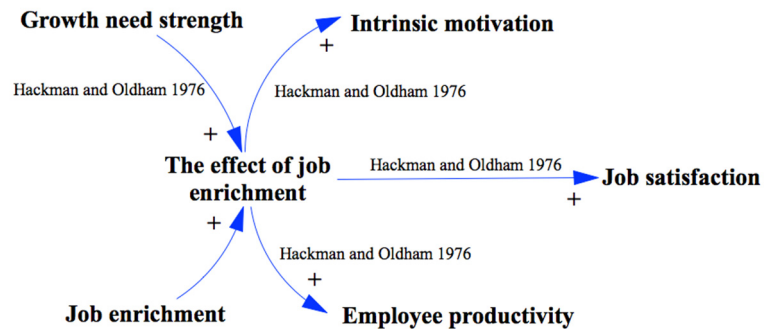 Growth need strength
Intrinsic motivation
+
Hackman and Oldham 1976
Hackman and Oldham 1976
+
The effect of job
enrichment
Hackman and Oldham 1976
Job satisfaction
+
+
Hackman and Oldham 1976
+
Job enrichment
Employee productivity